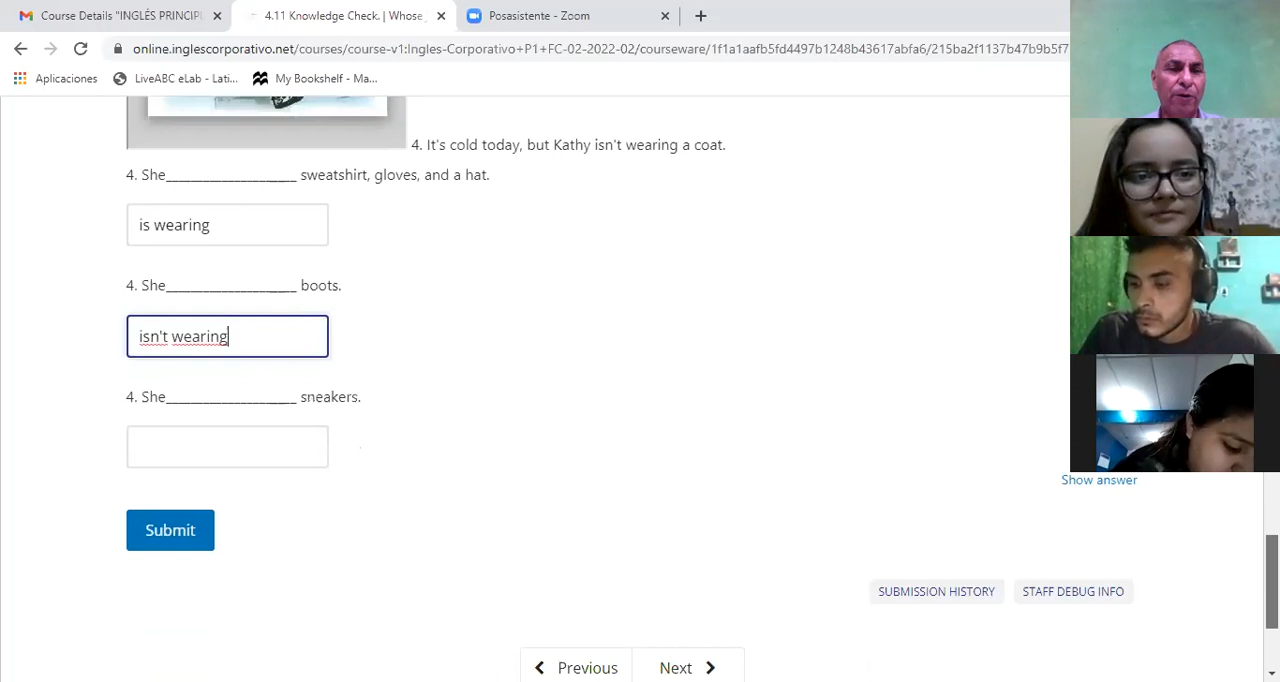 Course Details "INGLÉS PRINCIPI
4.11 Knowledge Check. | Whose
Posasistente - Zoom
online.inglescorporativo.net/courses/course-v1:Ingles-Corporativo+P1+FC-02-2022-02/courseware/1f1a1aafb5fd4497b1248b43617abfa6/215ba2f1137b47b9b5f7
Aplicaciones
LiveABC eLab - Lati...
My Bookshelf - Ma...
4. It's cold today, but Kathy isn't wearing a coat.
4. She____________________ sweatshirt, gloves, and a hat.
is wearing
4. She____________________ boots.
isn't wearing
4. She____________________ sneakers.
Show answer
Submit
SUBMISSION HISTORY
STAFF DEBUG INFO
Previous
Next